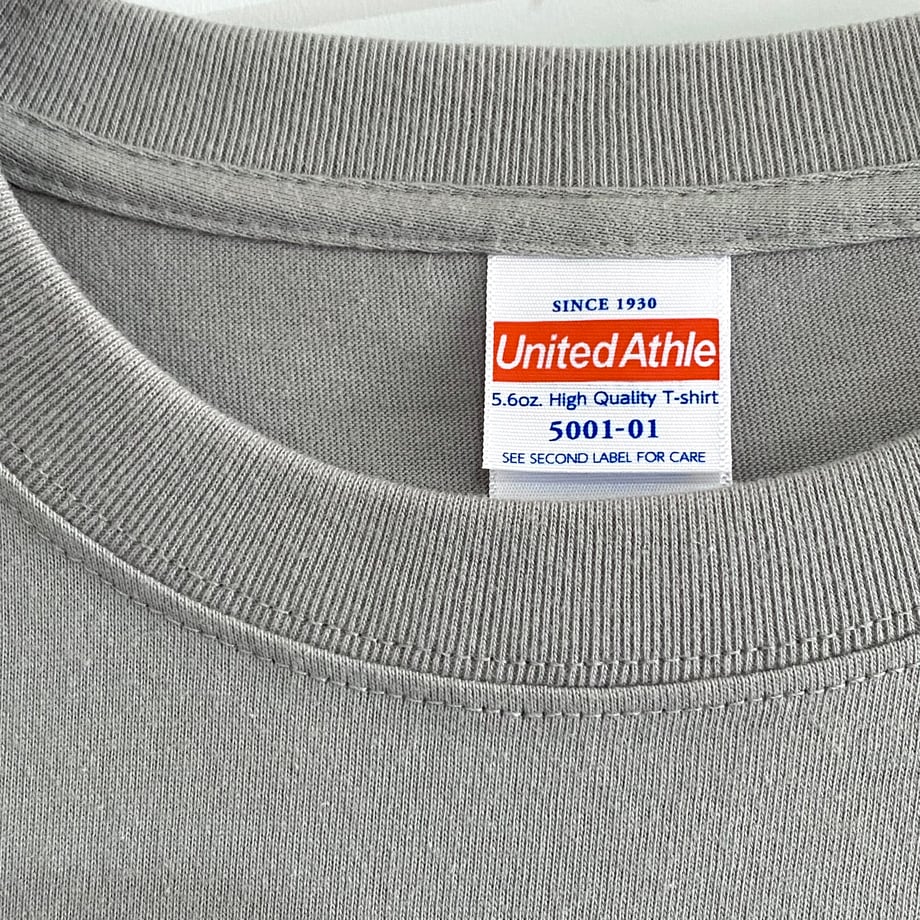 SINCE 1930
United Athle
5.6oz. High Quality T-shirt
5001-01
SEE SECOND LABEL FOR CARE